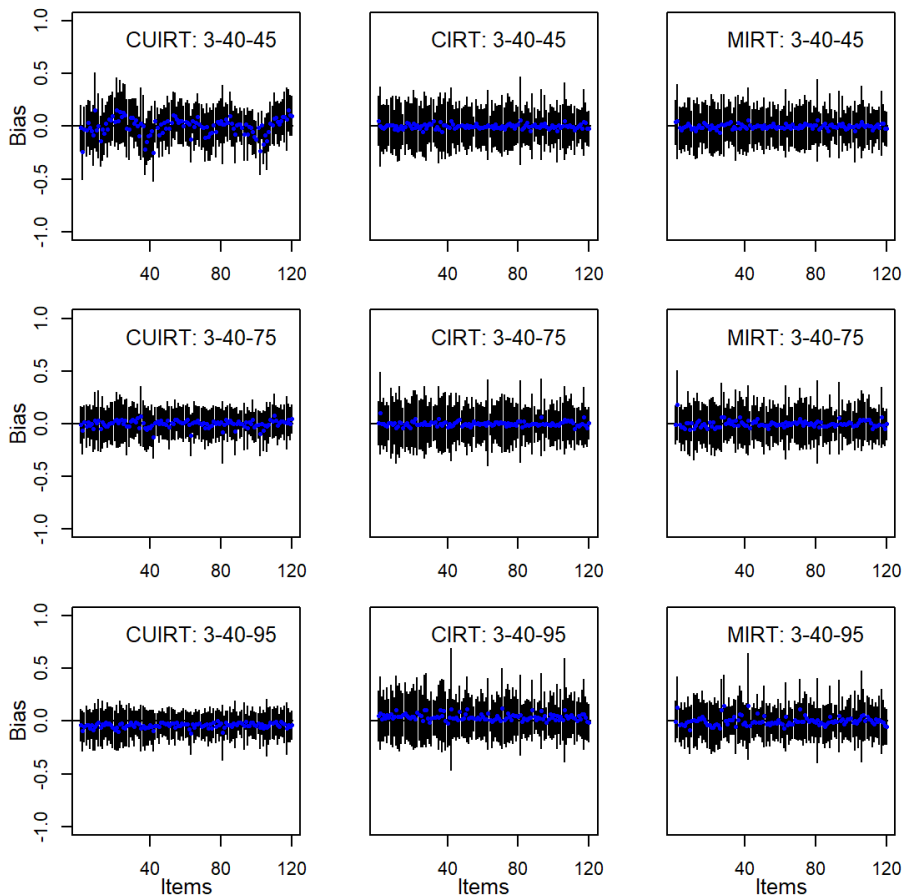 CUIRT: 3-40-45
CIRT: 3-40-45
MIRT: 3-40-45
Bias
1.0
0.5
0.0
-0.5
-1.0
40 80 120
40 80 120
40 80 120
CUIRT: 3-40-75
CIRT: 3-40-75
MIRT: 3-40-75
Bias
1.0
0.5
0.0
-0.5
-1.0
40 80 120
40 80 120
40 80 120
CUIRT: 3-40-95
CIRT: 3-40-95
MIRT: 3-40-95
Bias
1.0
0.5
0.0
-0.5
-1.0
40 80 120
40 80 120
40 80 120
Items
Items
Items